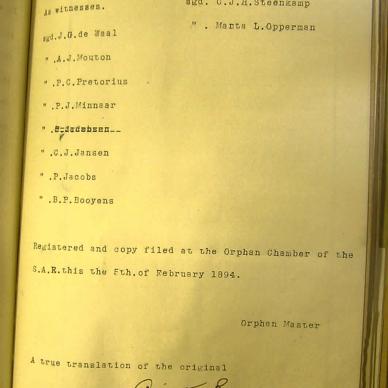 As witnesses.
sgd. C.J.H.Steenkamp
sgd.J.G.de Waal
" . Marta L.Opperman
" .A.J.Mouton
" .P.C.Pretorius
" .P.J.Minnaar
" .
" .C.J.Jansen
" .P.Jacobs
" .B.P.Booyens
Registered and copy filed at the Orphan Chamber of the
S.A.R.this the 5th.of February 1894.
Orphan Master
A true translation of the original